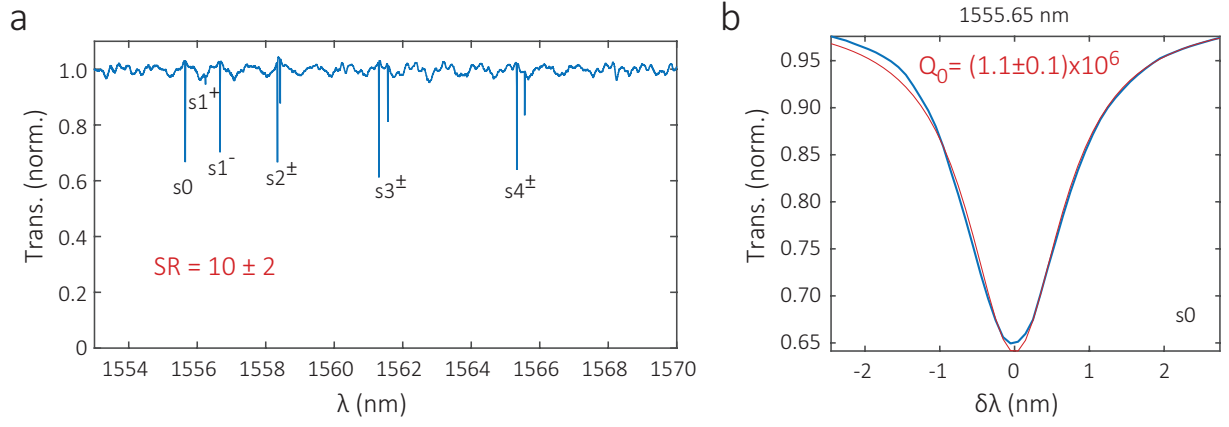 a
Trans. (norm.)
1.0
0.8
0.6
0.4
0.2
0
s0
s1+
s1-
s2±
s3±
s4±
SR = 10 ± 2
1554 1556 1558 1560 1562 1564 1566 1568 1570
λ (nm)
b
1555.65 nm
Trans. (norm.)
0.95
0.90
0.85
0.80
0.75
0.70
0.65
Q0= (1.1±0.1)x10^6
s0
-2 -1 0 1 2
δλ (nm)